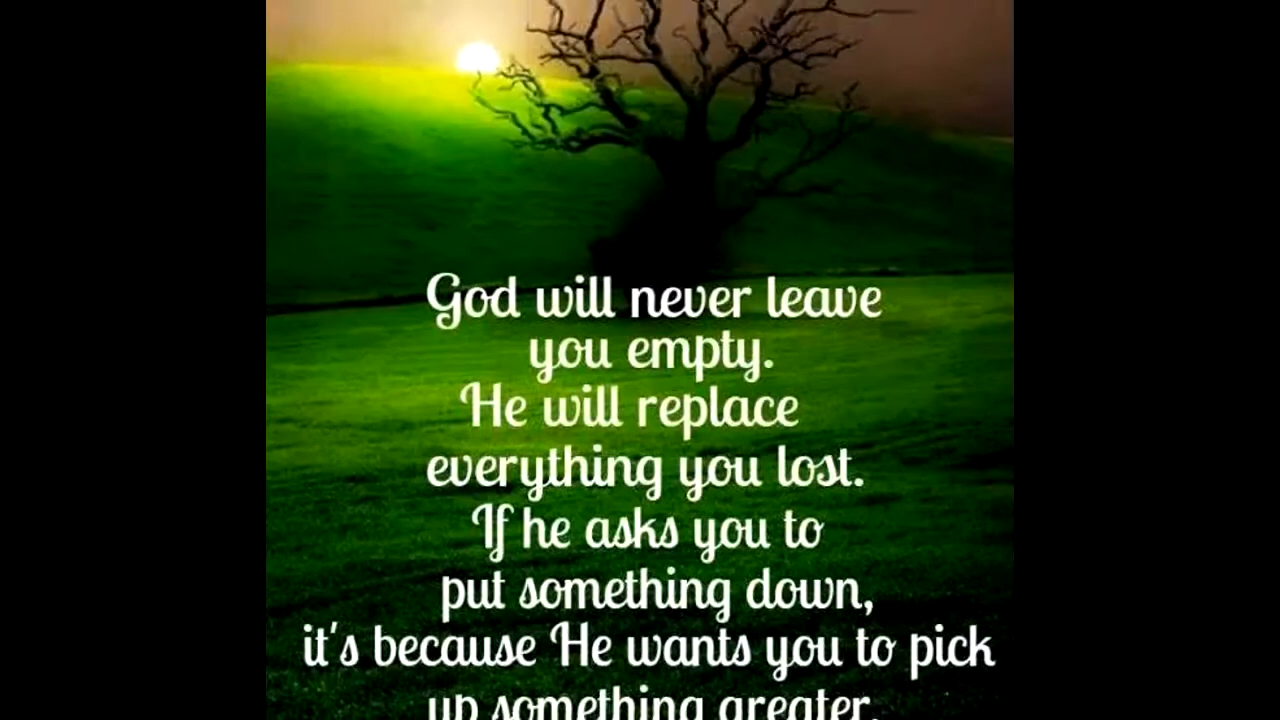 God will never leave
you empty.
He will replace
everything you lost.
If he asks you to
put something down,
it's because He wants you to pick
up something greater.